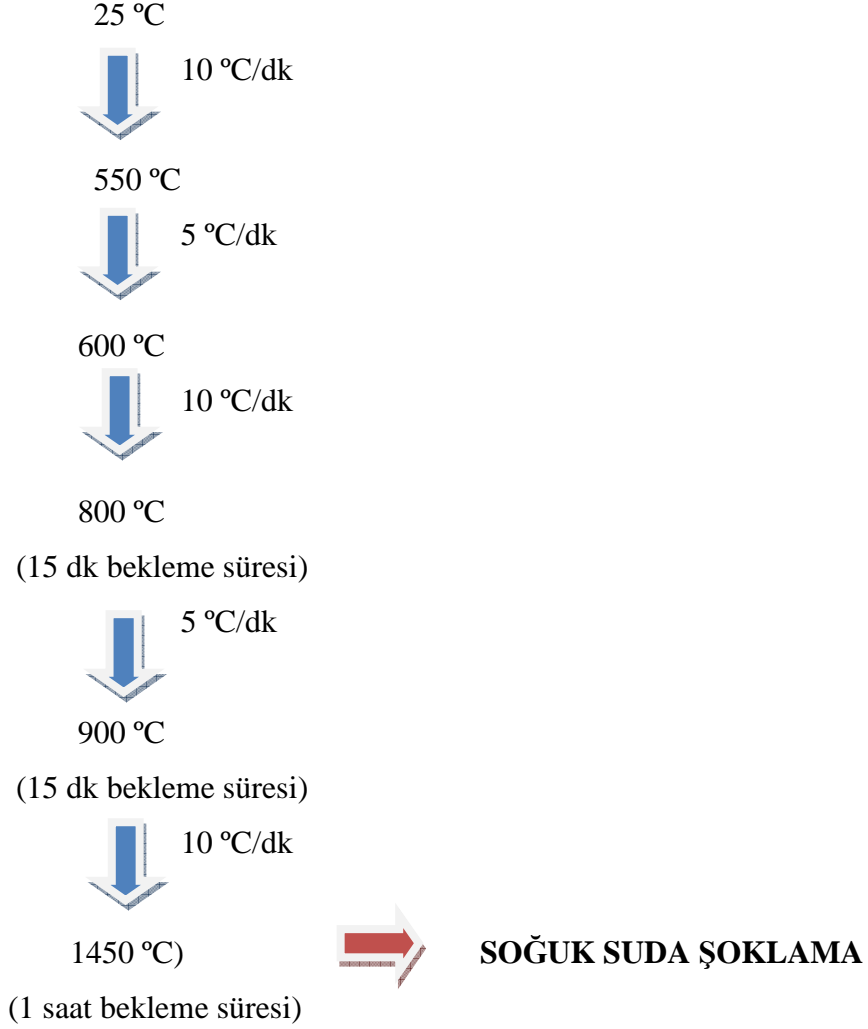 25 ºC
10 ºC/dk
550 ºC
5 ºC/dk
600 ºC
10 ºC/dk
800 ºC
(15 dk bekleme süresi)
5 ºC/dk
900 ºC
(15 dk bekleme süresi)
10 ºC/dk
1450 ºC) SOĞUK SUDA ŞOKLAMA
(1 saat bekleme süresi)